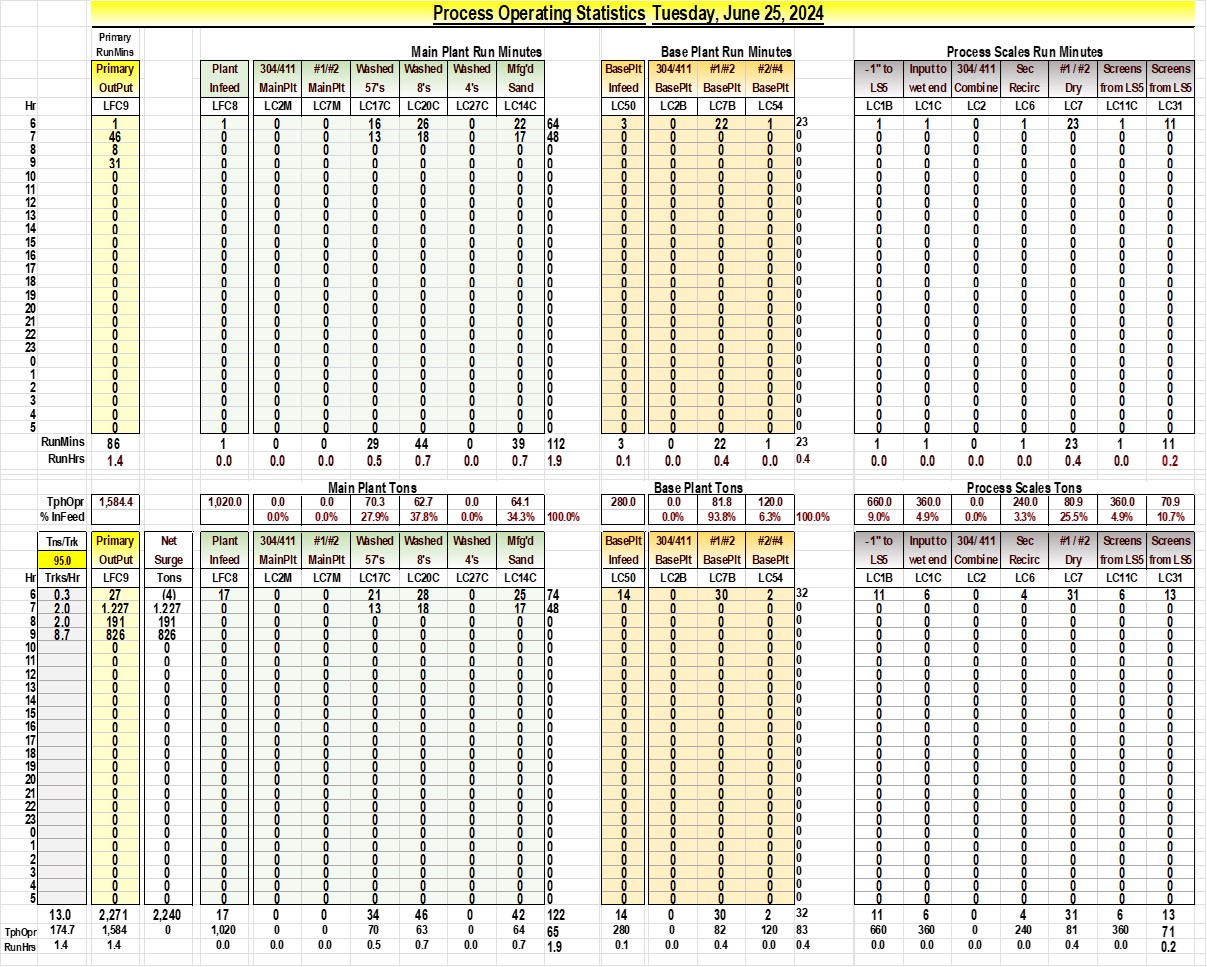 Process Operating Statistics Tuesday, June 25, 2024
Primary
RunMins Main Plant Run Minutes Base Plant Run Minutes Process Scales Run Minutes
Primary Plant 304/411 #1/#2 Washed Washed Washed Mfg'd BasePlt 304/411 #1/#2 #2/#4 -1" to Input to 304/411 Sec #1/#2 Screens Screens
OutPut Infeed MainPlt MainPlt 57's 8's 4's Sand Infeed BasePlt BasePlt BasePlt LS5 wet end Combine Recirc Dry from LS5 from LS5
Hr LFC9 LFC8 LC2M LC7M LC17C LC20C LC27C LC14C LC50 LC2B LC7B LC54 LC1B LC1C LC2 LC6 LC7 LC11C LC31
6 1 1 0 0 16 26 0 22 64 3 0 22 1 23 1 1 0 1 23 1 11
7 46 0 0 0 13 18 0 17 48 0 0 0 0 0 0 0 0 0 0 0 0
8 8 0 0 0 0 0 0 0 0 0 0 0 0 0 0 0 0 0 0 0 0
9 31 0 0 0 0 0 0 0 0 0 0 0 0 0 0 0 0 0 0 0 0
10 0 0 0 0 0 0 0 0 0 0 0 0 0 0 0 0 0 0 0 0 0
11 0 0 0 0 0 0 0 0 0 0 0 0 0 0 0 0 0 0 0 0 0
12 0 0 0 0 0 0 0 0 0 0 0 0 0 0 0 0 0 0 0 0 0
13 0 0 0 0 0 0 0 0 0 0 0 0 0 0 0 0 0 0 0 0 0
14 0 0 0 0 0 0 0 0 0 0 0 0 0 0 0 0 0 0 0 0 0
15 0 0 0 0 0 0 0 0 0 0 0 0 0 0 0 0 0 0 0 0 0
16 0 0 0 0 0 0 0 0 0 0 0 0 0 0 0 0 0 0 0 0 0
17 0 0 0 0 0 0 0 0 0 0 0 0 0 0 0 0 0 0 0 0 0
18 0 0 0 0 0 0 0 0 0 0 0 0 0 0 0 0 0 0 0 0 0
19 0 0 0 0 0 0 0 0 0 0 0 0 0 0 0 0 0 0 0 0 0
20 0 0 0 0 0 0 0 0 0 0 0 0 0 0 0 0 0 0 0 0 0
21 0 0 0 0 0 0 0 0 0 0 0 0 0 0 0 0 0 0 0 0 0
22 0 0 0 0 0 0 0 0 0 0 0 0 0 0 0 0 0 0 0 0 0
23 0 0 0 0 0 0 0 0 0 0 0 0 0 0 0 0 0 0 0 0 0
0 0 0 0 0 0 0 0 0 0 0 0 0 0 0 0 0 0 0 0 0 0
1 0 0 0 0 0 0 0 0 0 0 0 0 0 0 0 0 0 0 0 0 0
2 0 0 0 0 0 0 0 0 0 0 0 0 0 0 0 0 0 0 0 0 0
3 0 0 0 0 0 0 0 0 0 0 0 0 0 0 0 0 0 0 0 0 0
4 0 0 0 0 0 0 0 0 0 0 0 0 0 0 0 0 0 0 0 0 0
5 0 0 0 0 0 0 0 0 0 0 0 0 0 0 0 0 0 0 0 0 0
RunMins 86 1 0 0 29 44 0 39 112 3 0 22 1 23 1 1 0 1 23 1 11
RunHrs 1.4 0.0 0.0 0.0 0.5 0.7 0.0 0.7 1.9 0.1 0.0 0.4 0.0 0.4 0.0 0.0 0.0 0.0 0.4 0.0 0.2
Main Plant Tons Base Plant Tons Process Scales Tons
TphOpr 1,584.4 1,020.0 0.0 0.0 70.3 62.7 0.0 64.1 280.0 0.0 81.8 120.0 660.0 360.0 0.0 240.0 80.9 360.0 70.9
% InFeed 0.0% 0.0% 27.9% 37.8% 0.0% 34.3% 100.0% 0.0% 93.8% 6.3% 100.0% 9.0% 4.9% 0.0% 3.3% 25.5% 4.9% 10.7%
Tns/Trk Primary Net Plant 304/411 #1/#2 Washed Washed Washed Mfg'd BasePlt 304/411 #1/#2 #2/#4 -1" to Input to 304/411 Sec #1/#2 Screens Screens
95.0 OutPut Surge Infeed MainPlt MainPlt 57's 8's 4's Sand Infeed BasePlt BasePlt BasePlt LS5 wet end Combine Recirc Dry from LS5 from LS5
Hr Trks/Hr LFC9 Tons LFC8 LC2M LC7M LC17C LC20C LC27C LC14C LC50 LC2B LC7B LC54 LC1B LC1C LC2 LC6 LC7 LC11C LC31
6 0.3 27 (4) 17 0 0 21 28 0 25 74 14 0 30 2 32 11 6 0 4 31 6 13
7 2.0 1,227 1,227 0 0 0 13 18 0 17 48 0 0 0 0 0 0 0 0 0 0 0 0
8 2.0 191 191 0 0 0 0 0 0 0 0 0 0 0 0 0 0 0 0 0 0 0 0
9 8.7 826 826 0 0 0 0 0 0 0 0 0 0 0 0 0 0 0 0 0 0 0 0
10 0 0 0 0 0 0 0 0 0 0 0 0 0 0 0 0 0 0 0 0 0 0
11 0 0 0 0 0 0 0 0 0 0 0 0 0 0 0 0 0 0 0 0 0 0
12 0 0 0 0 0 0 0 0 0 0 0 0 0 0 0 0 0 0 0 0 0 0
13 0 0 0 0 0 0 0 0 0 0 0 0 0 0 0 0 0 0 0 0 0 0
14 0 0 0 0 0 0 0 0 0 0 0 0 0 0 0 0 0 0 0 0 0 0
15 0 0 0 0 0 0 0 0 0 0 0 0 0 0 0 0 0 0 0 0 0 0
16 0 0 0 0 0 0 0 0 0 0 0 0 0 0 0 0 0 0 0 0 0 0
17 0 0 0 0 0 0 0 0 0 0 0 0 0 0 0 0 0 0 0 0 0 0
18 0 0 0 0 0 0 0 0 0 0 0 0 0 0 0 0 0 0 0 0 0 0
19 0 0 0 0 0 0 0 0 0 0 0 0 0 0 0 0 0 0 0 0 0 0
20 0 0 0 0 0 0 0 0 0 0 0 0 0 0 0 0 0 0 0 0 0 0
21 0 0 0 0 0 0 0 0 0 0 0 0 0 0 0 0 0 0 0 0 0 0
22 0 0 0 0 0 0 0 0 0 0 0 0 0 0 0 0 0 0 0 0 0 0
23 0 0 0 0 0 0 0 0 0 0 0 0 0 0 0 0 0 0 0 0 0 0
0 0 0 0 0 0 0 0 0 0 0 0 0 0 0 0 0 0 0 0 0 0 0
1 0 0 0 0 0 0 0 0 0 0 0 0 0 0 0 0 0 0 0 0 0 0
2 0 0 0 0 0 0 0 0 0 0 0 0 0 0 0 0 0 0 0 0 0 0
3 0 0 0 0 0 0 0 0 0 0 0 0 0 0 0 0 0 0 0 0 0 0
4 0 0 0 0 0 0 0 0 0 0 0 0 0 0 0 0 0 0 0 0 0 0
5 0 0 0 0 0 0 0 0 0 0 0 0 0 0 0 0 0 0 0 0 0 0
13.0 2,271 2,240 17 0 0 34 46 0 42 122 14 0 30 2 32 11 6 0 4 31 6 13
TphOpr 174.7 1,584 0 1,020 0 0 70 63 0 64 65 280 0 82 120 83 660 360 0 240 81 360 71
RunHrs 1.4 1.4 0.0 0.0 0.0 0.5 0.7 0.0 0.7 1.9 0.1 0.0 0.4 0.0 0.4 0.0 0.0 0.0 0.0 0.4 0.0 0.2